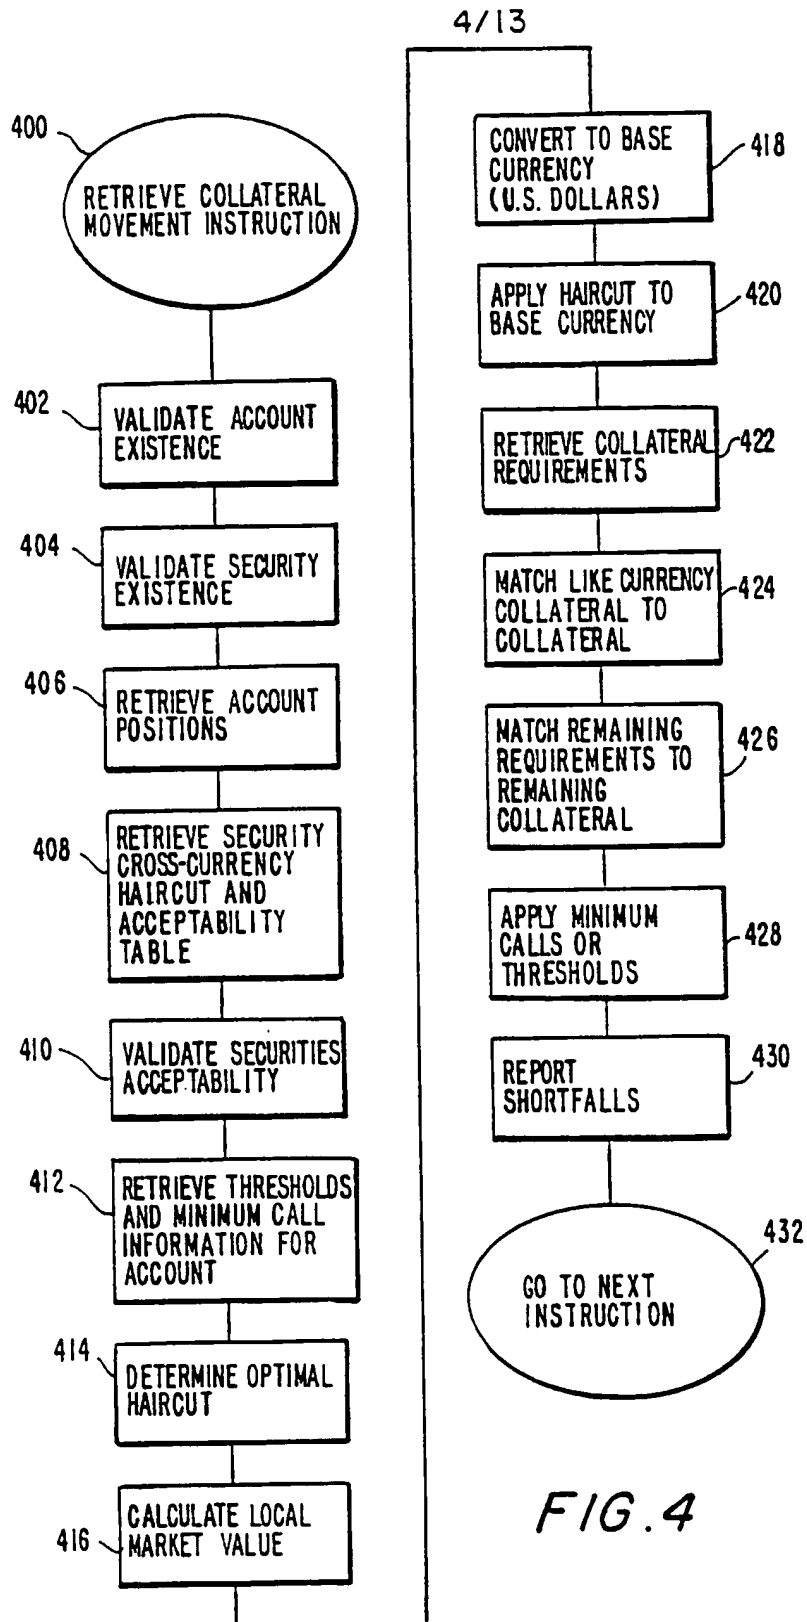 4/13
400
RETRIEVE COLLATERAL
MOVEMENT INSTRUCTION
402
VALIDATE ACCOUNT
EXISTENCE
404
VALIDATE SECURITY
EXISTENCE
406
RETRIEVE ACCOUNT
POSITIONS
408
RETRIEVE SECURITY
CROSS-CURRENCY
HAIRCUT AND
ACCEPTABILITY
TABLE
410
VALIDATE SECURITIES
ACCEPTABILITY
412
RETRIEVE THRESHOLDS
AND MINIMUM CALL
INFORMATION FOR
ACCOUNT
414
DETERMINE OPTIMAL
HAIRCUT
416
CALCULATE LOCAL
MARKET VALUE
CONVERT TO BASE
CURRENCY
(U.S. DOLLARS)
418
APPLY HAIRCUT TO
BASE CURRENCY
420
RETRIEVE COLLATERAL
REQUIREMENTS
422
MATCH LIKE CURRENCY
COLLATERAL TO
COLLATERAL
424
MATCH REMAINING
REQUIREMENTS TO
REMAINING
COLLATERAL
426
APPLY MINIMUM
CALLS OR
THRESHOLDS
428
REPORT
SHORTFALLS
430
GO TO NEXT
INSTRUCTION
432
FIG. 4